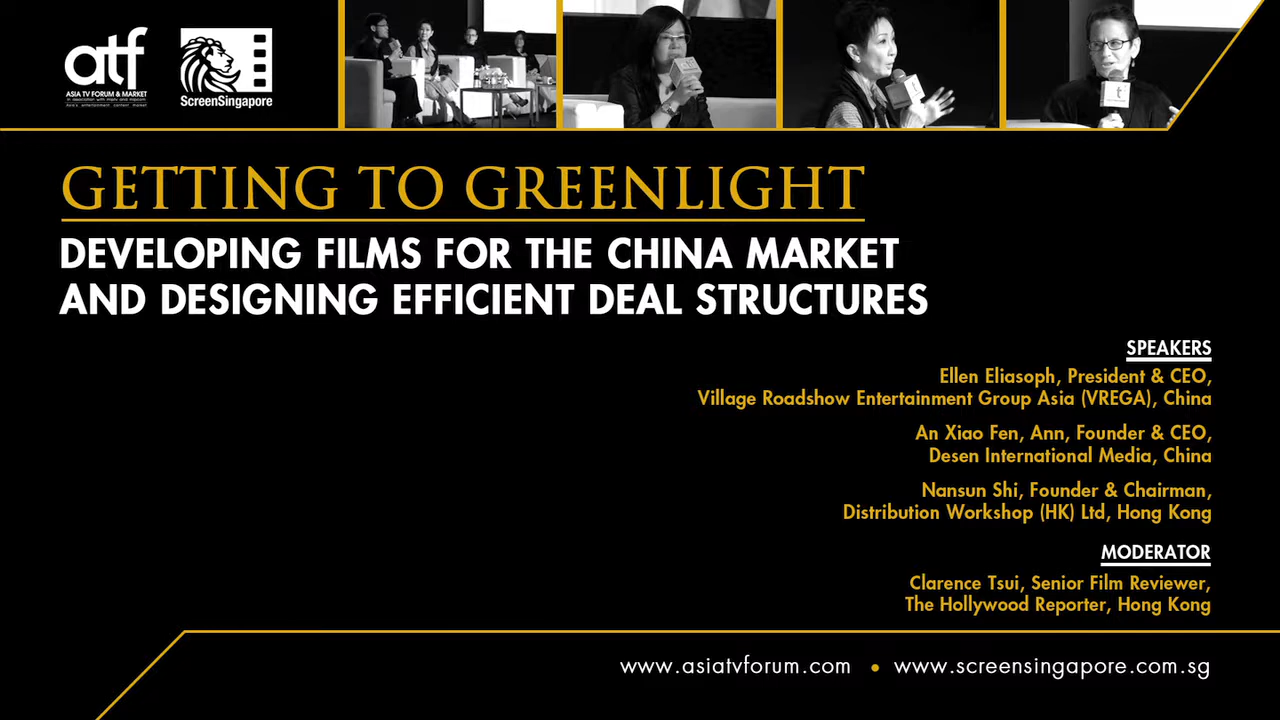 atf
ASIA TV FORUM & MARKET
ScreenSingapore
GETTING TO GREENLIGHT
DEVELOPING FILMS FOR THE CHINA MARKET
AND DESIGNING EFFICIENT DEAL STRUCTURES
SPEAKERS
Ellen Eliasoph, President & CEO,
Village Roadshow Entertainment Group Asia (VREGA), China
An Xiao Fen, Ann, Founder & CEO,
Desen International Media, China
Nansun Shi, Founder & Chairman,
Distribution Workshop (HK) Ltd, Hong Kong
MODERATOR
Clarence Tsui, Senior Film Reviewer,
The Hollywood Reporter, Hong Kong
www.asiatvforum.com • www.screensingapore.com.sg